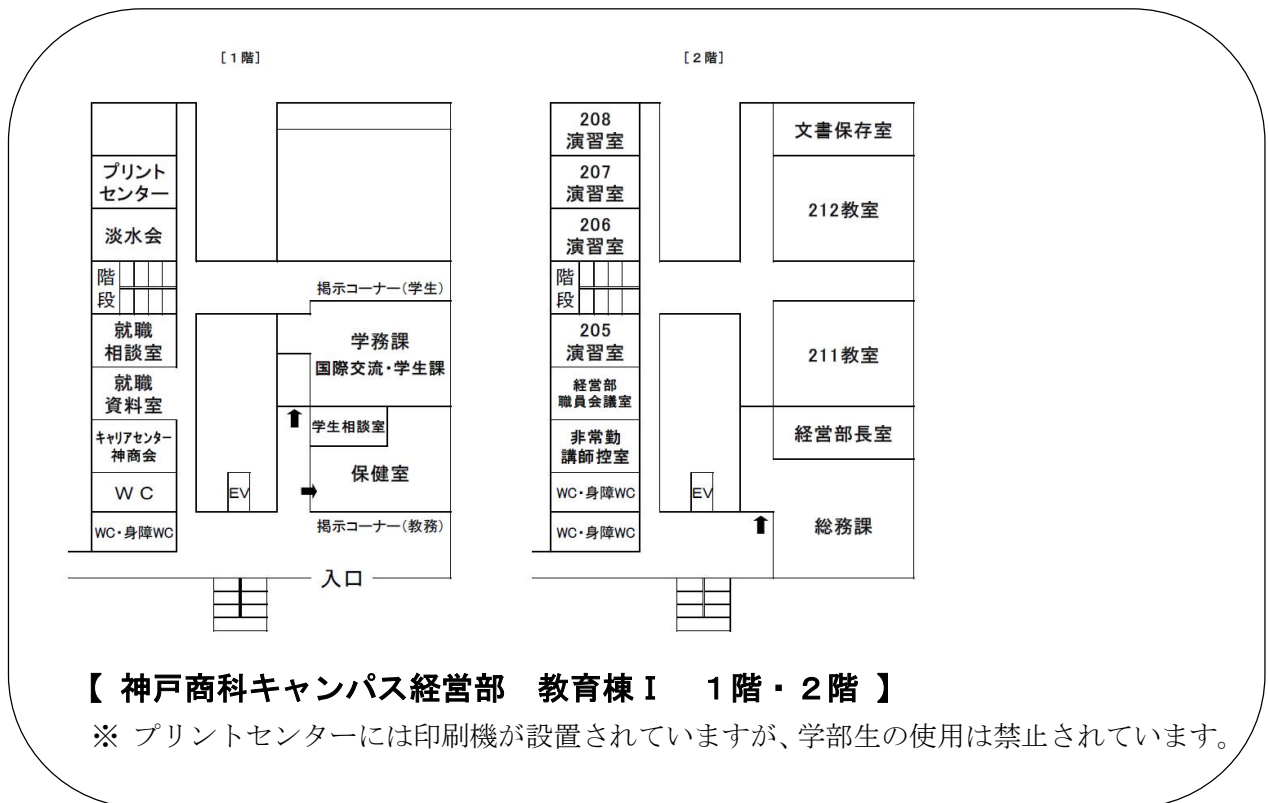 [1階]
プリント
センター
淡水会
階
段
就職
相談室
就職
資料室
キャリアセンター
神商会
WC
WC・身障WC
EV
掲示コーナー(学生)
学務課
国際交流・学生課
学生相談室
保健室
掲示コーナー(教務)
入口
[2階]
208
演習室
207
演習室
206
演習室
階
段
205
演習室
経営部
職員会議室
非常勤
講師控室
WC・身障WC
WC・身障WC
EV
文書保存室
212教室
211教室
経営部長室
総務課
【 神戸商科キャンパス経営部 教育棟Ⅰ 1階・2階 】
※ プリントセンターには印刷機が設置されていますが、学部生の使用は禁止されています。